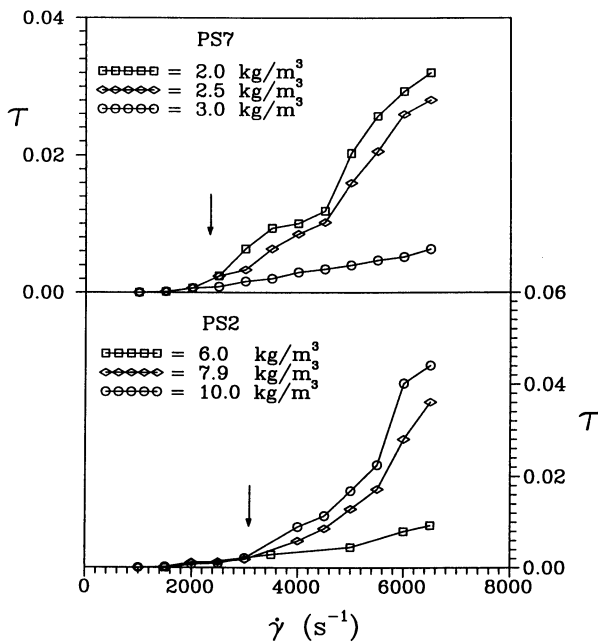 0.04
PS7
= 2.0 kg/m³
= 2.5 kg/m³
= 3.0 kg/m³
τ
0.02
0.00
0.06
PS2
= 6.0 kg/m³
= 7.9 kg/m³
= 10.0 kg/m³
0.04
τ
0.02
0.00
0 2000 4000 6000 8000
γ̇ (s⁻¹)